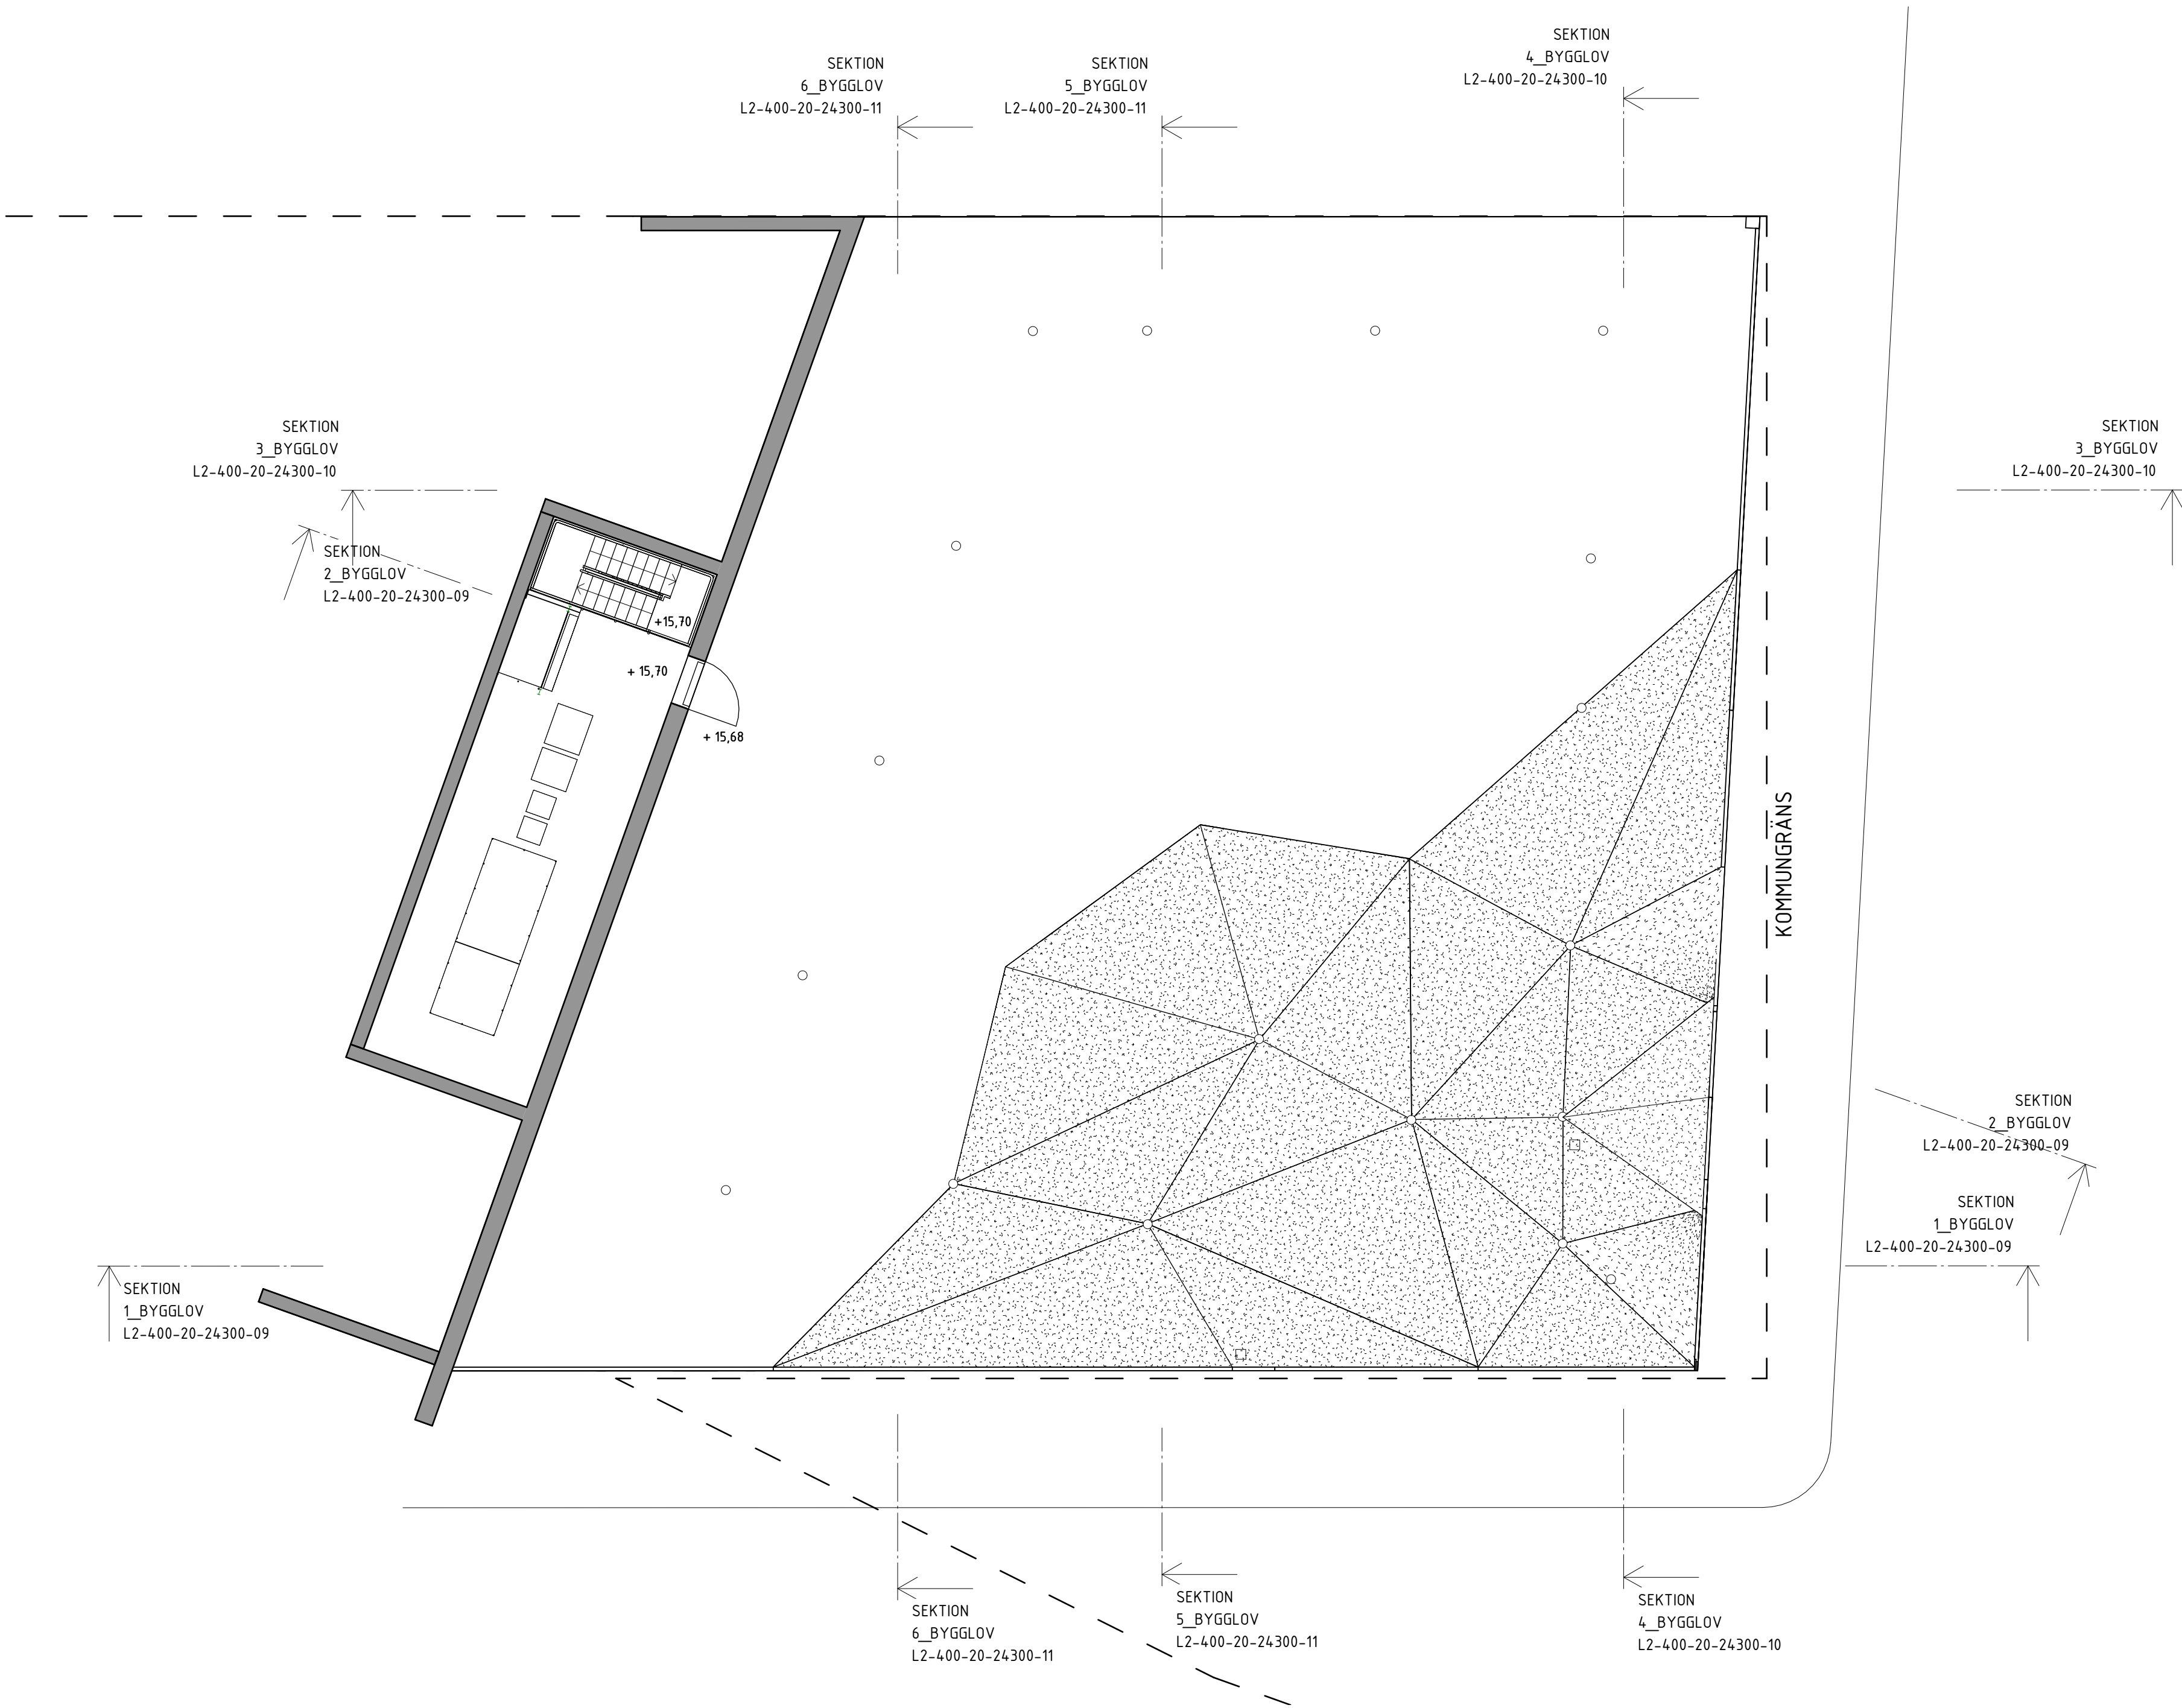 SEKTION
4_BYGGLOV
L2-400-20-24300-10
SEKTION
6_BYGGLOV
L2-400-20-24300-11
SEKTION
5_BYGGLOV
L2-400-20-24300-11
SEKTION
3_BYGGLOV
L2-400-20-24300-10
SEKTION
3_BYGGLOV
L2-400-20-24300-10
SEKTION
2_BYGGLOV
L2-400-20-24300-09
+15,70
+ 15,70
+ 15,68
KOMMUNGRÄNS
SEKTION
2_BYGGLOV
L2-400-20-24300-09
SEKTION
1_BYGGLOV
L2-400-20-24300-09
SEKTION
1_BYGGLOV
L2-400-20-24300-09
SEKTION
6_BYGGLOV
L2-400-20-24300-11
SEKTION
5_BYGGLOV
L2-400-20-24300-11
SEKTION
4_BYGGLOV
L2-400-20-24300-10